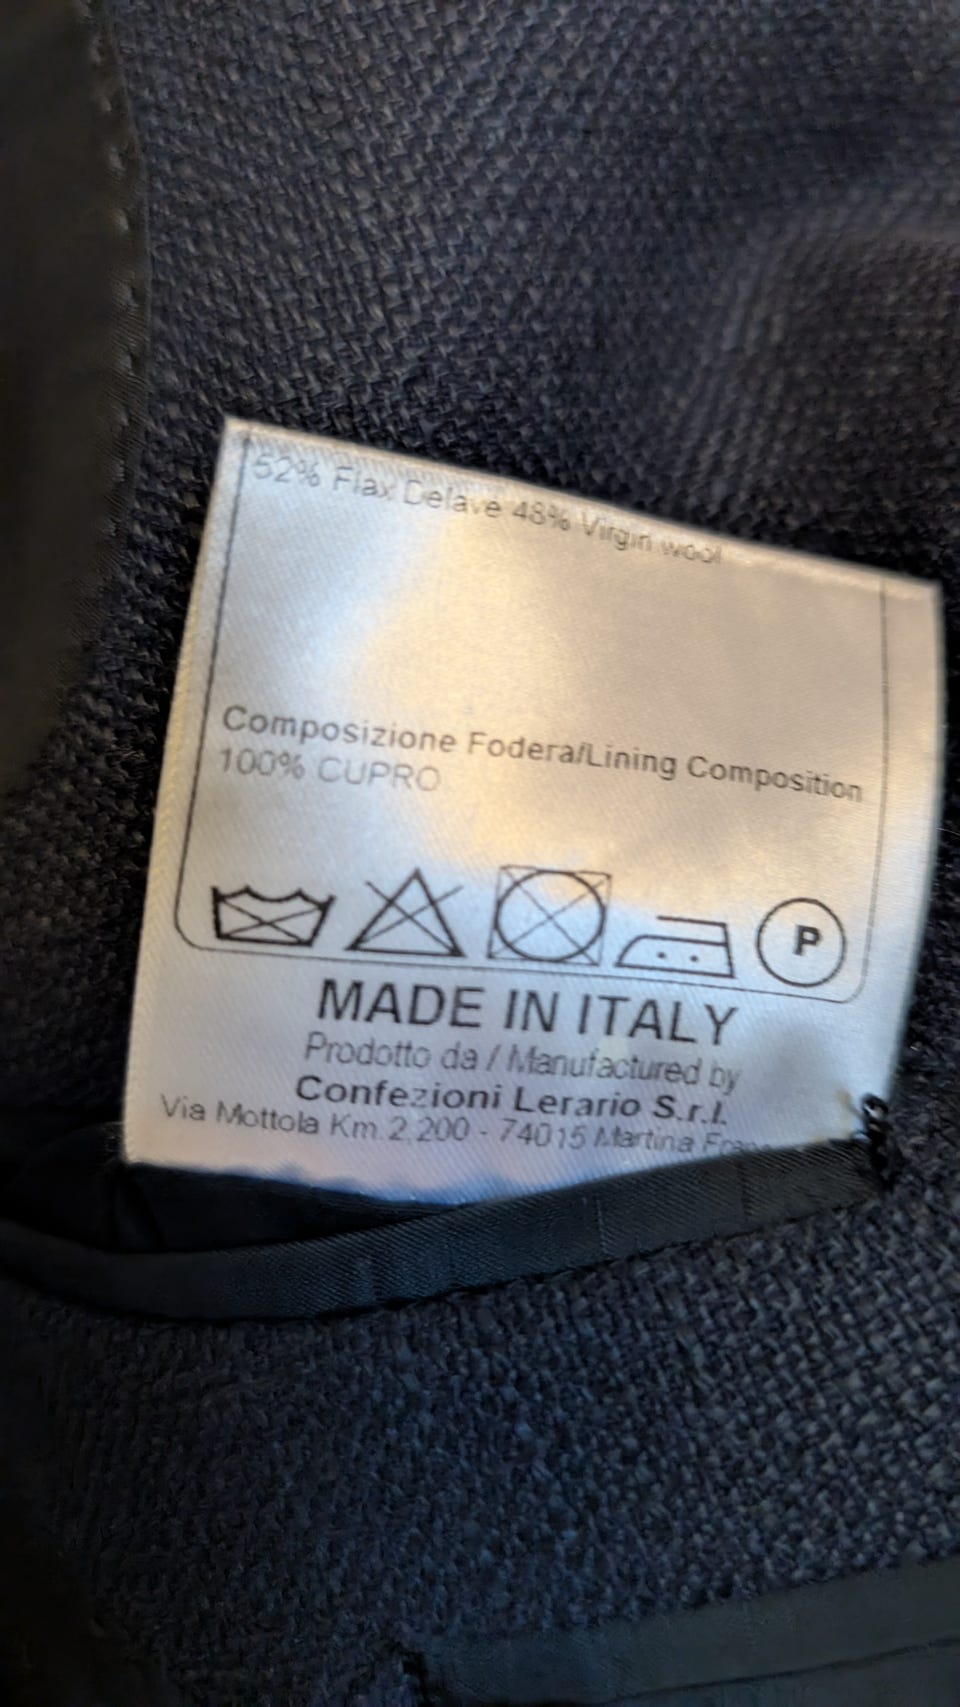 52% Flax Delave 48% Virgin wool
Composizione Fodera/Lining Composition
100% CUPRO
P
MADE IN ITALY
Prodotto da / Manufactured by
Confezioni Lerario S.r.l.
Via Mottola Km 2,200 - 74015 Martina